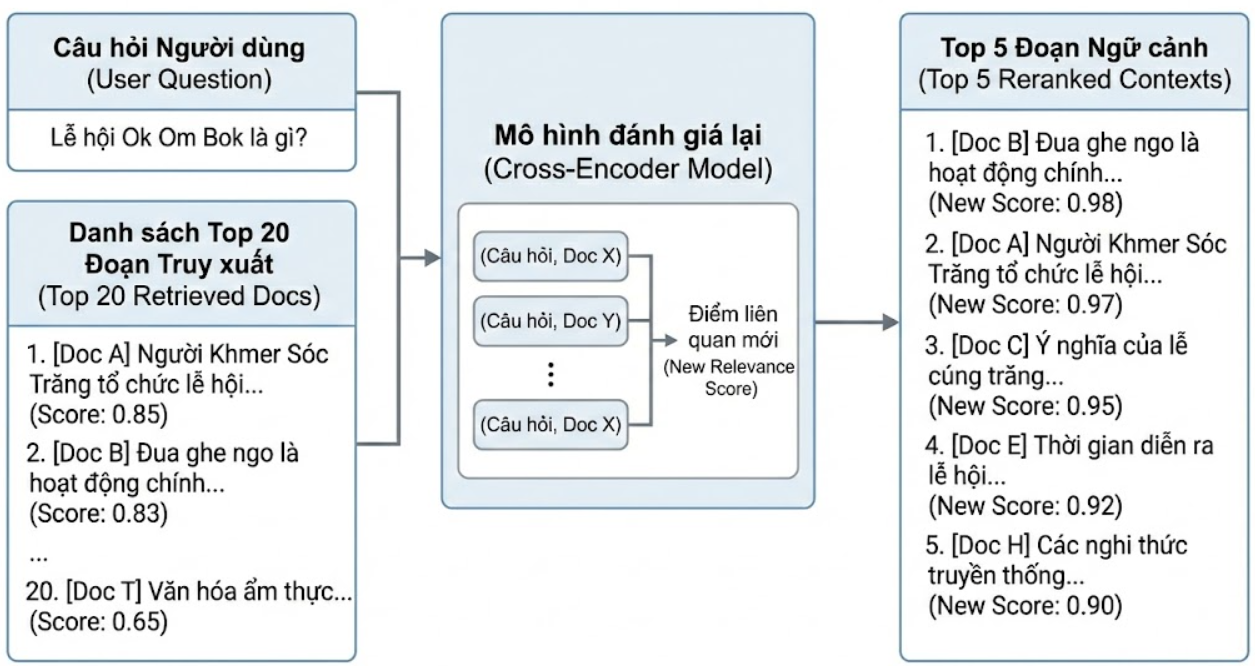 Câu hỏi Người dùng
(User Question)
Lễ hội Ok Om Bok là gì?
Danh sách Top 20
Đoạn Truy xuất
(Top 20 Retrieved Docs)
1. [Doc A] Người Khmer Sóc
Trăng tổ chức lễ hội...
(Score: 0.85)
2. [Doc B] Đua ghe ngo là
hoạt động chính...
(Score: 0.83)
...
20. [Doc T] Văn hóa ẩm thực...
(Score: 0.65)
Mô hình đánh giá lại
(Cross-Encoder Model)
(Câu hỏi, Doc X)
(Câu hỏi, Doc Y)
(Câu hỏi, Doc X)
Điểm liên
quan mới
(New Relevance
Score)
Top 5 Đoạn Ngữ cảnh
(Top 5 Reranked Contexts)
1. [Doc B] Đua ghe ngo là
hoạt động chính...
(New Score: 0.98)
2. [Doc A] Người Khmer Sóc
Trăng tổ chức lễ hội...
(New Score: 0.97)
3. [Doc C] Ý nghĩa của lễ
cúng trăng...
(New Score: 0.95)
4. [Doc E] Thời gian diễn ra
lễ hội...
(New Score: 0.92)
5. [Doc H] Các nghi thức
truyền thống...
(New Score: 0.90)